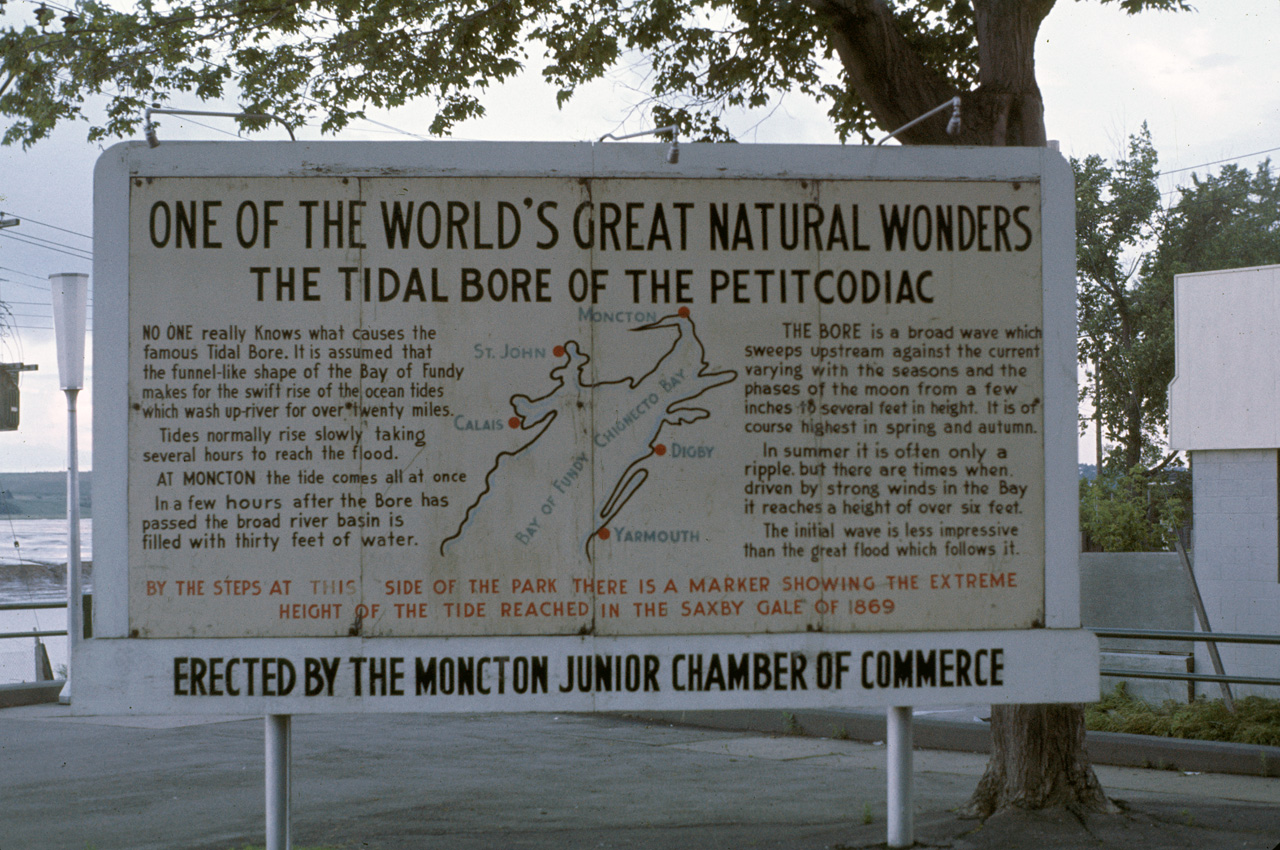 ONE OF THE WORLD'S GREAT NATURAL WONDERS
THE TIDAL BORE OF THE PETITCODIAC
NO ONE really Knows what causes the
famous Tidal Bore. It is assumed that
the funnel-like shape of the Bay of Fundy
makes for the swift rise of the ocean tides
which wash up-river for over twenty miles.
Tides normally rise slowly taking
several hours to reach the flood.
AT MONCTON the tide comes all at once
In a few hours after the Bore has
passed the broad river basin is
filled with thirty feet of water.
MONCTON
ST. JOHN
CALAIS
CHIGNECTO BAY
DIGBY
BAY OF FUNDY
YARMOUTH
THE BORE is a broad wave which
sweeps upstream against the current
varying with the seasons and the
phases of the moon from a few
inches to several feet in height. It is of
course highest in spring and autumn.
In summer it is often only a
ripple. but there are times when.
driven by strong winds in the Bay
it reaches a height of over six feet.
The initial wave is less impressive
than the great flood which follows it.
BY THE STEPS AT THIS SIDE OF THE PARK THERE IS A MARKER SHOWING THE EXTREME
HEIGHT OF THE TIDE REACHED IN THE SAXBY GALE OF 1869
ERECTED BY THE MONCTON JUNIOR CHAMBER OF COMMERCE